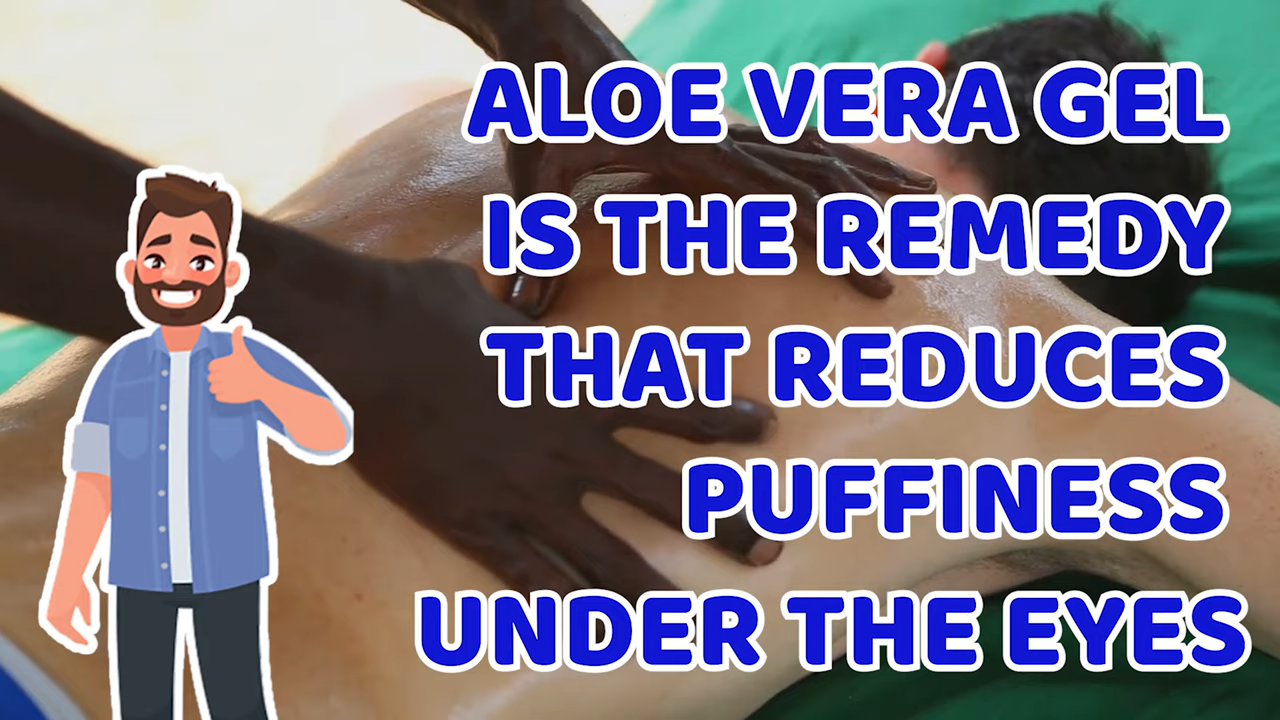 ALOE VERA GEL
IS THE REMEDY
THAT REDUCES
PUFFINESS
UNDER THE EYES